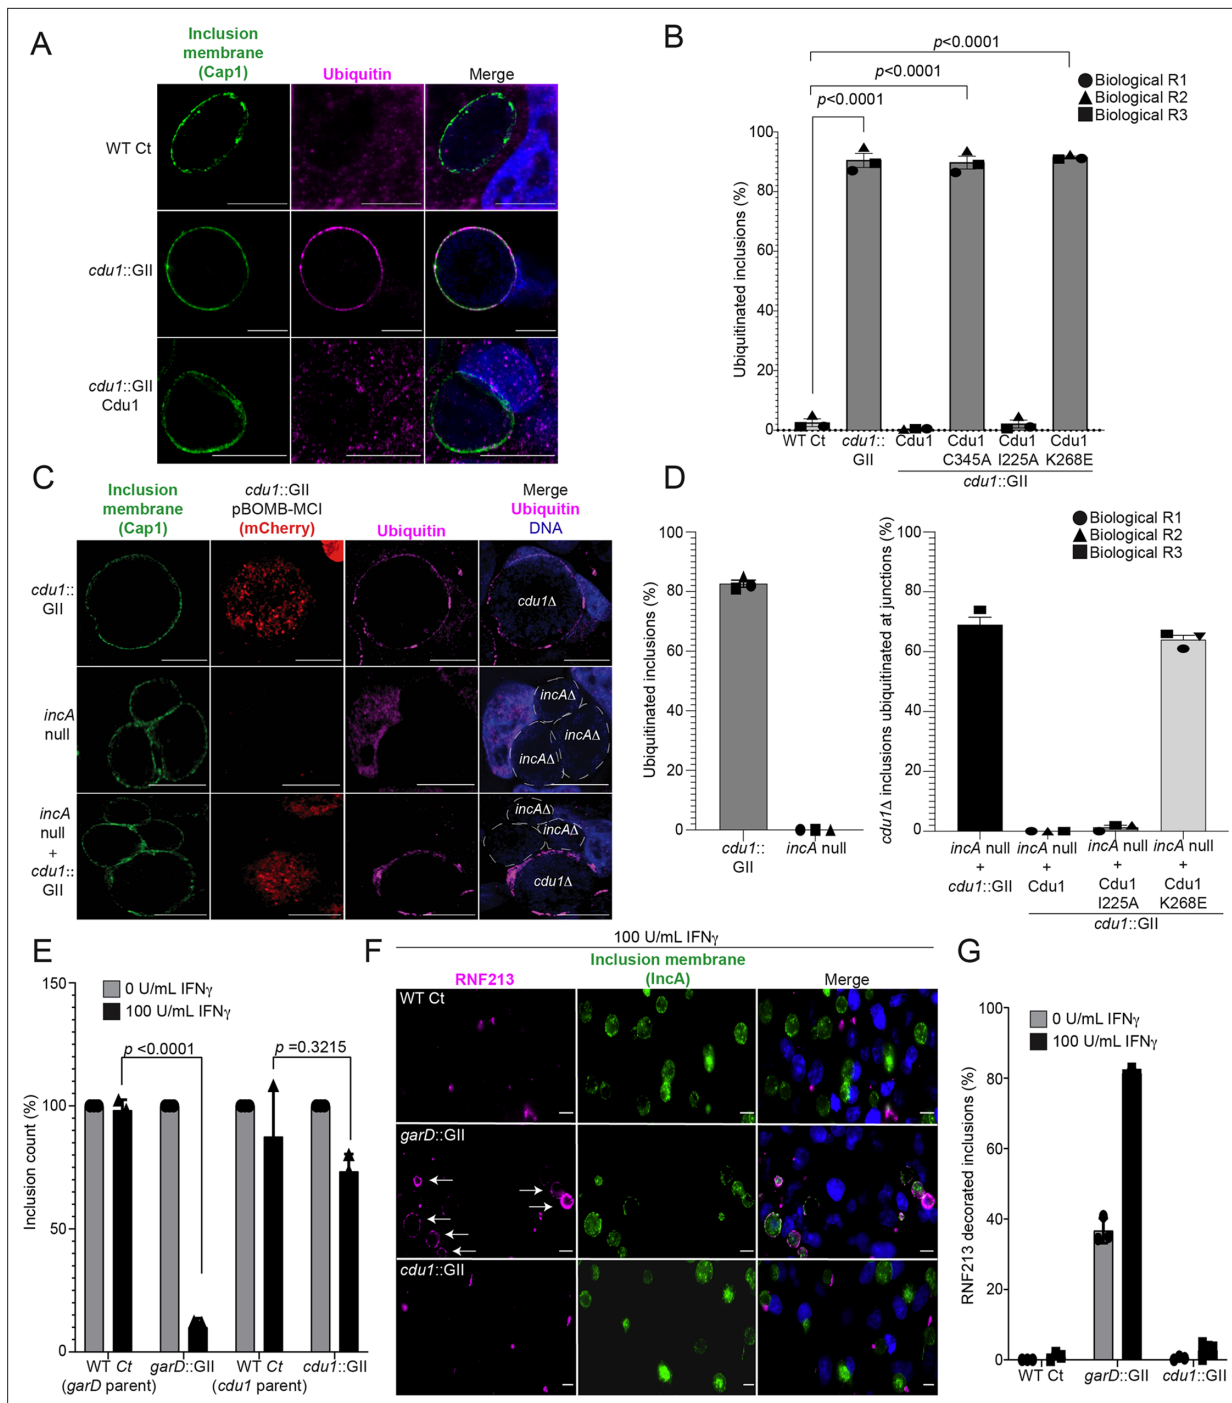 A
Inclusion
membrane
(Cap1)
Ubiquitin
Merge
WT Ct
cdu1::GII
cdu1::GII
Cdu1
B
p<0.0001
p<0.0001
p<0.0001
Biological R1
Biological R2
Biological R3
Ubiquitinated inclusions (%)
100
80
60
40
20
0
WT Ct
cdu1::
GII
Cdu1
Cdu1
C345A
Cdu1
I225A
Cdu1
K268E
cdu1::GII
C
Inclusion
membrane
(Cap1)
cdu1::GII
pBOMB-MCI
(mCherry)
Ubiquitin
Merge
Ubiquitin
DNA
cdu1::
GII
cdu1Δ
incA
null
incAΔ
incAΔ
incAΔ
incA
null
+
cdu1::
GII
incAΔ
incAΔ
cdu1Δ
D
Ubiquitinated inclusions (%)
100
80
60
40
20
0
cdu1::
GII
incA null
cdu1Δ inclusions ubiquitinated at junctions (%)
100
80
60
40
20
0
Biological R1
Biological R2
Biological R3
incA null
+
cdu1::GII
incA null
+
Cdu1
incA null
+
Cdu1
I225A
incA null
+
Cdu1
K268E
cdu1::GII
E
Inclusion count (%)
150
100
50
0
0 U/mL IFNγ
100 U/mL IFNγ
p <0.0001
p =0.3215
WT Ct
(garD parent)
garD::GII
WT Ct
(cdu1 parent)
cdu1::GII
F
100 U/mL IFNγ
RNF213
Inclusion membrane
(IncA)
Merge
WT Ct
garD::GII
cdu1::GII
G
RNF213 decorated inclusions (%)
100
80
60
40
20
0
0 U/mL IFNγ
100 U/mL IFNγ
WT Ct
garD::GII
cdu1::GII